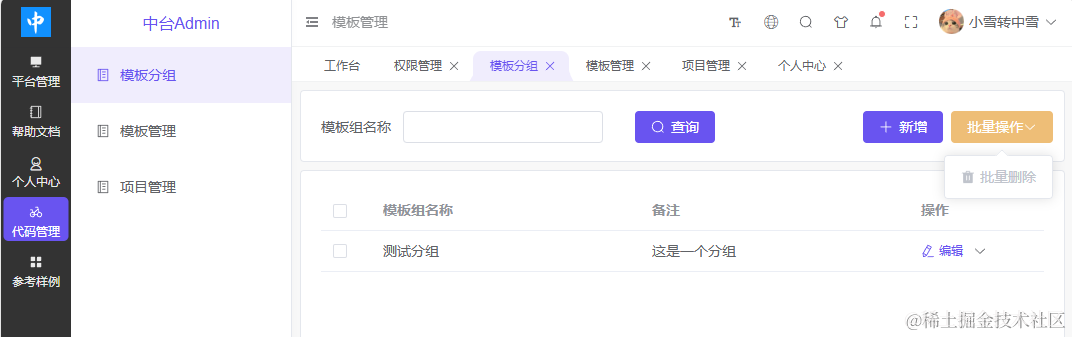 中
平台管理
帮助文档
个人中心
代码管理
参考样例
中台Admin
模板分组
模板管理
项目管理
模板管理
小雪转中雪
工作台 权限管理 模板分组 模板管理 项目管理 个人中心
模板组名称 查询 新增 批量操作
批量删除
模板组名称 备注 操作
测试分组 这是一个分组 编辑
@稀土掘金技术社区